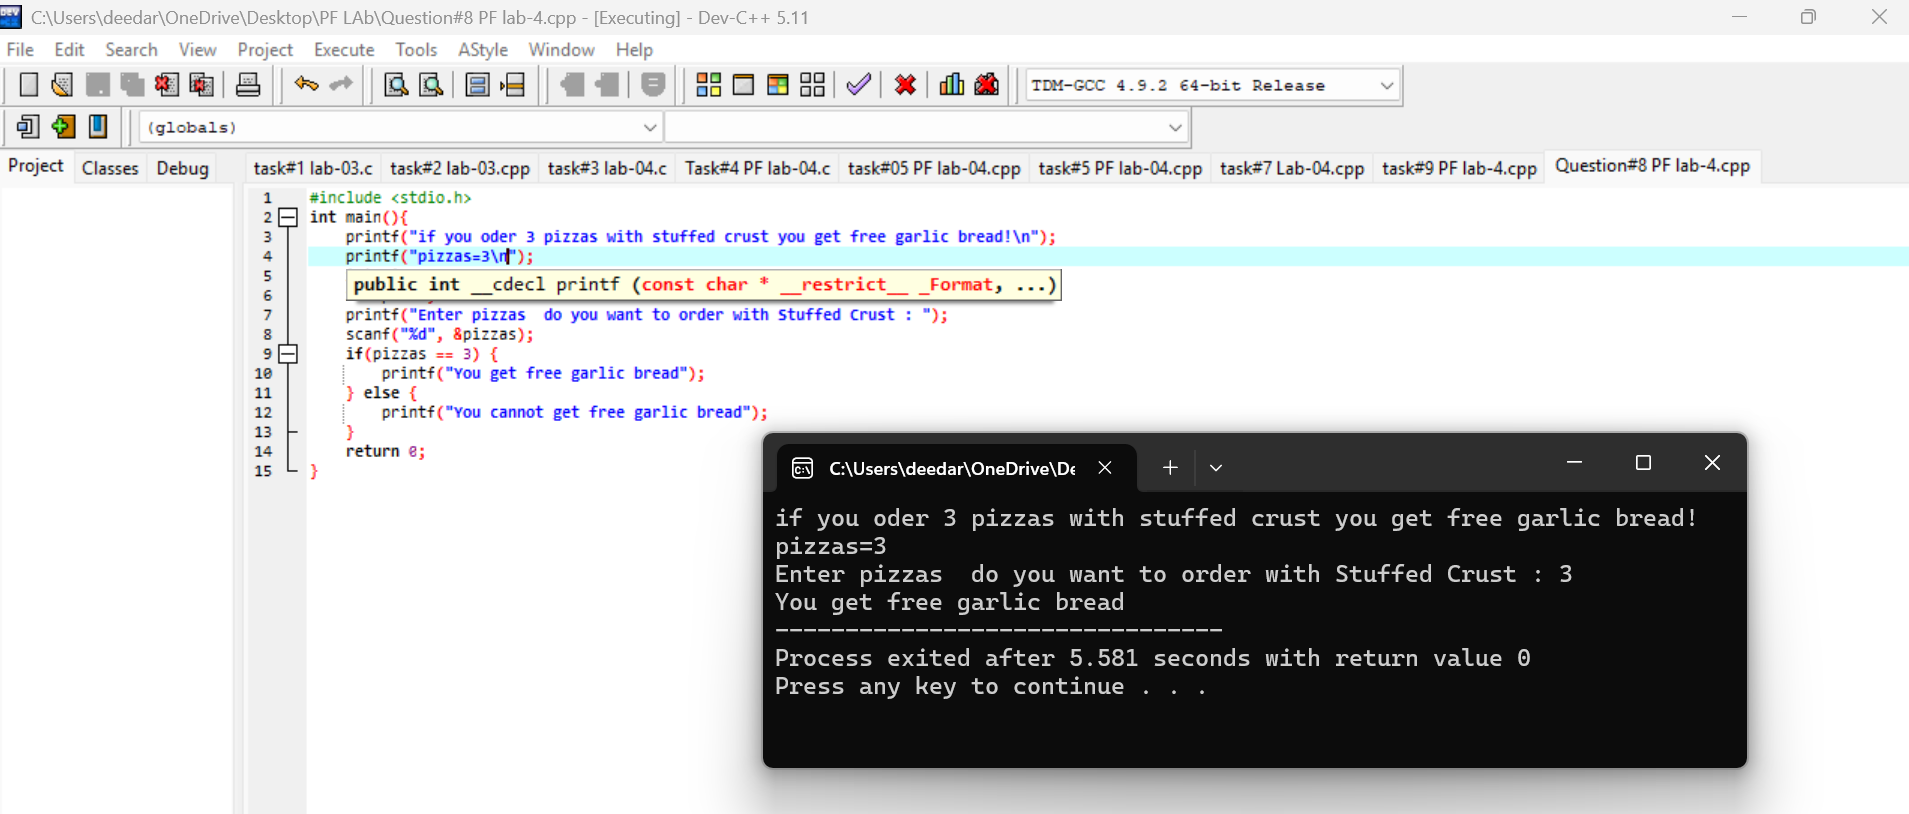 C:\Users\deedar\OneDrive\Desktop\PF LAb\Question#8 PF lab-4.cpp - [Executing] - Dev-C++ 5.11
File Edit Search View Project Execute Tools AStyle Window Help
TDM-GCC 4.9.2 64-bit Release
(globals)
Project Classes Debug task#1 lab-03.c task#2 lab-03.cpp task#3 lab-04.c Task#4 PF lab-04.c task#05 PF lab-04.cpp task#5 PF lab-04.cpp task#7 Lab-04.cpp task#9 PF lab-4.cpp Question#8 PF lab-4.cpp
1 #include <stdio.h>
2 int main(){
3 printf("if you oder 3 pizzas with stuffed crust you get free garlic bread!\n");
4 printf("pizzas=3\n");
5 public int __cdecl printf (const char * __restrict__ _Format, ...)
6
7 printf("Enter pizzas  do you want to order with Stuffed Crust : ");
8 scanf("%d", &pizzas);
9 if(pizzas == 3) {
10 printf("You get free garlic bread");
11 } else {
12 printf("You cannot get free garlic bread");
13 }
14 return 0;
15 }
C:\Users\deedar\OneDrive\De
if you oder 3 pizzas with stuffed crust you get free garlic bread!
pizzas=3
Enter pizzas  do you want to order with Stuffed Crust : 3
You get free garlic bread
--------------------------------
Process exited after 5.581 seconds with return value 0
Press any key to continue . . .